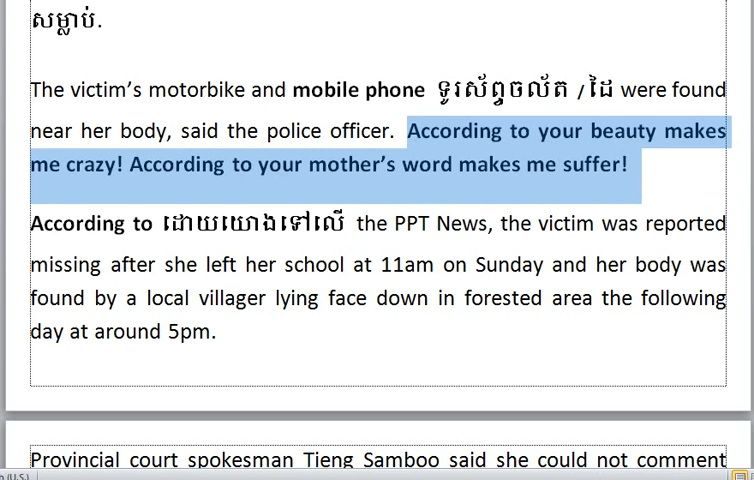 សម្លាប់.
The victim's motorbike and mobile phone ទូរស័ព្ទចល័ត /ដៃ were found
near her body, said the police officer. According to your beauty makes
me crazy! According to your mother's word makes me suffer!
According to ដោយយោងទៅលើ the PPT News, the victim was reported
missing after she left her school at 11am on Sunday and her body was
found by a local villager lying face down in forested area the following
day at around 5pm.
Provincial court spokesman Tieng Samboo said she could not comment
(U.S.)